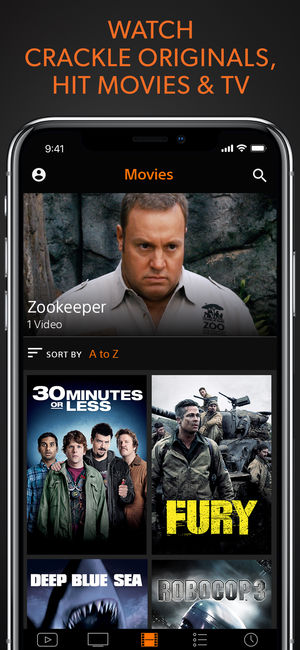 WATCH
CRACKLE ORIGINALS,
HIT MOVIES & TV
9:41
Movies
Zookeeper
1 Video
ZOO
SORT BY A to Z
30 MINUTES
OR LESS
FURY
DEEP BLUE SEA
ROBOCOP 3